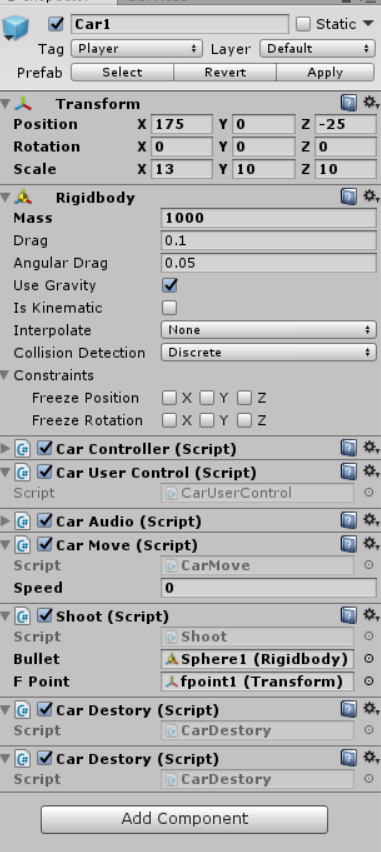 Car1 Static
Tag Player Layer Default
Prefab Select Revert Apply
Transform
Position X 175 Y 0 Z -25
Rotation X 0 Y 0 Z 0
Scale X 13 Y 10 Z 10
Rigidbody
Mass 1000
Drag 0.1
Angular Drag 0.05
Use Gravity
Is Kinematic
Interpolate None
Collision Detection Discrete
Constraints
Freeze Position X Y Z
Freeze Rotation X Y Z
Car Controller (Script)
Car User Control (Script)
Script CarUserControl
Car Audio (Script)
Car Move (Script)
Script CarMove
Speed 0
Shoot (Script)
Script Shoot
Bullet Sphere1 (Rigidbody)
F Point fpoint1 (Transform)
Car Destory (Script)
Script CarDestory
Car Destory (Script)
Script CarDestory
Add Component